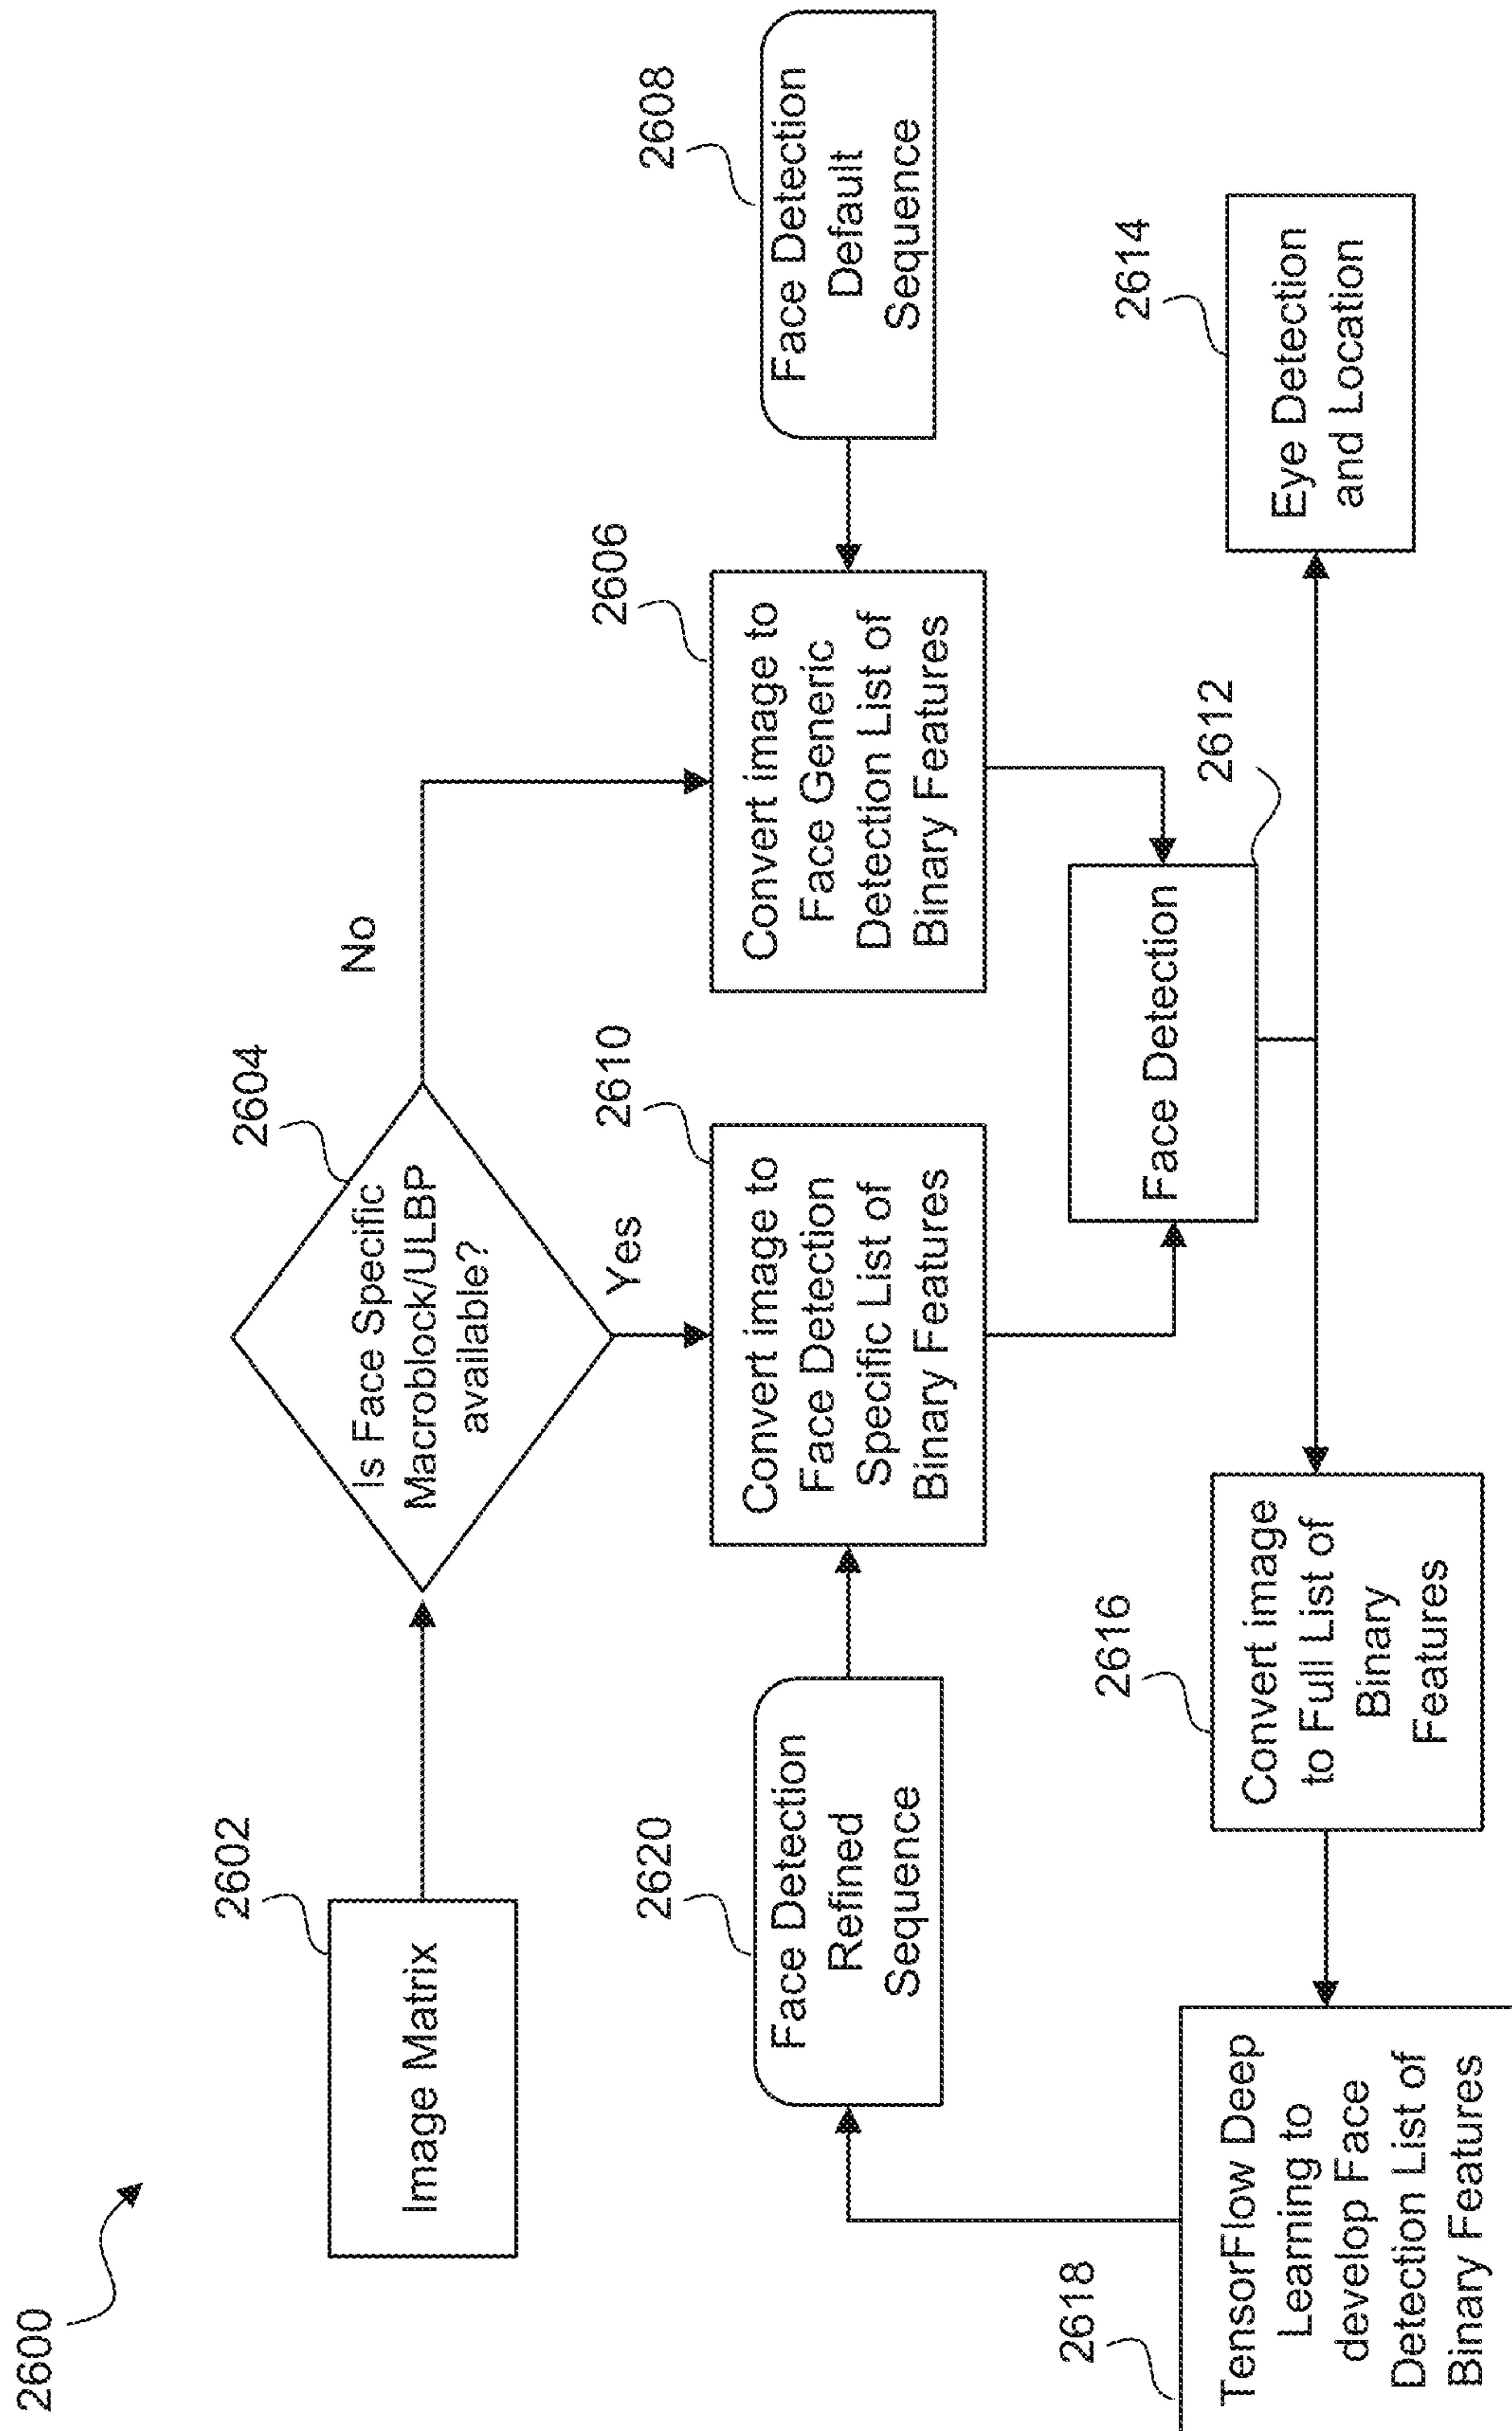 2600
2602
Image Matrix
2604
Is Face Specific
Macroblock/ULBP
available?
No
Yes
2620
Face Detection
Refined
Sequence
2610
Convert image to
Face Detection
Specific List of
Binary Features
2606
Convert image to
Face Generic
Detection List of
Binary Features
2608
Face Detection
Default
Sequence
2612
Face Detection
2618
TensorFlow Deep
Learning to
develop Face
Detection List of
Binary Features
2616
Convert image
to Full List of
Binary
Features
2614
Eye Detection
and Location